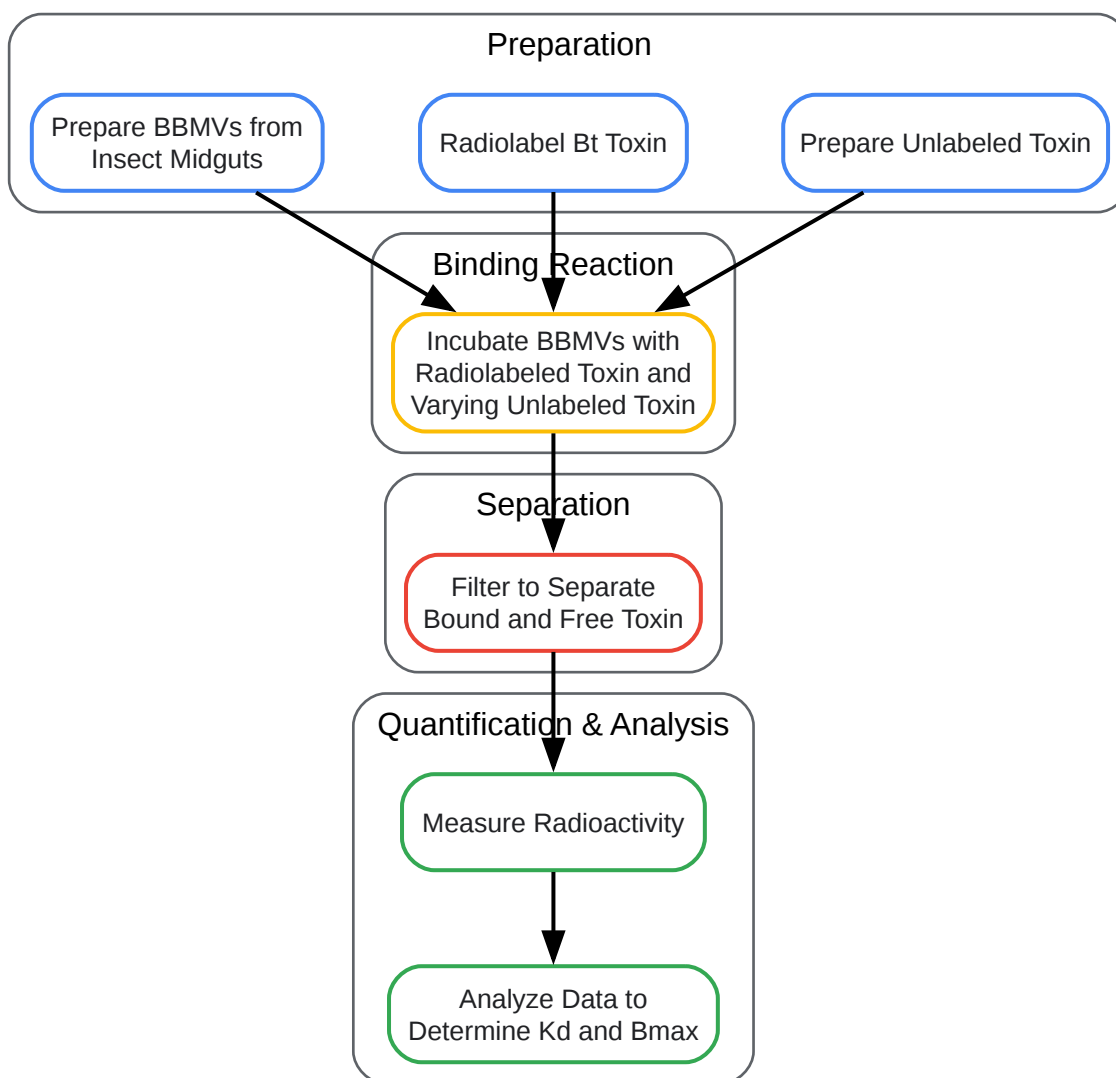 Preparation
Prepare BBMVs from
Insect Midguts
Radiolabel Bt Toxin
Prepare Unlabeled Toxin
Binding Reaction
Incubate BBMVs with
Radiolabeled Toxin and
Varying Unlabeled Toxin
Separation
Filter to Separate
Bound and Free Toxin
Quantification & Analysis
Measure Radioactivity
Analyze Data to
Determine Kd and Bmax